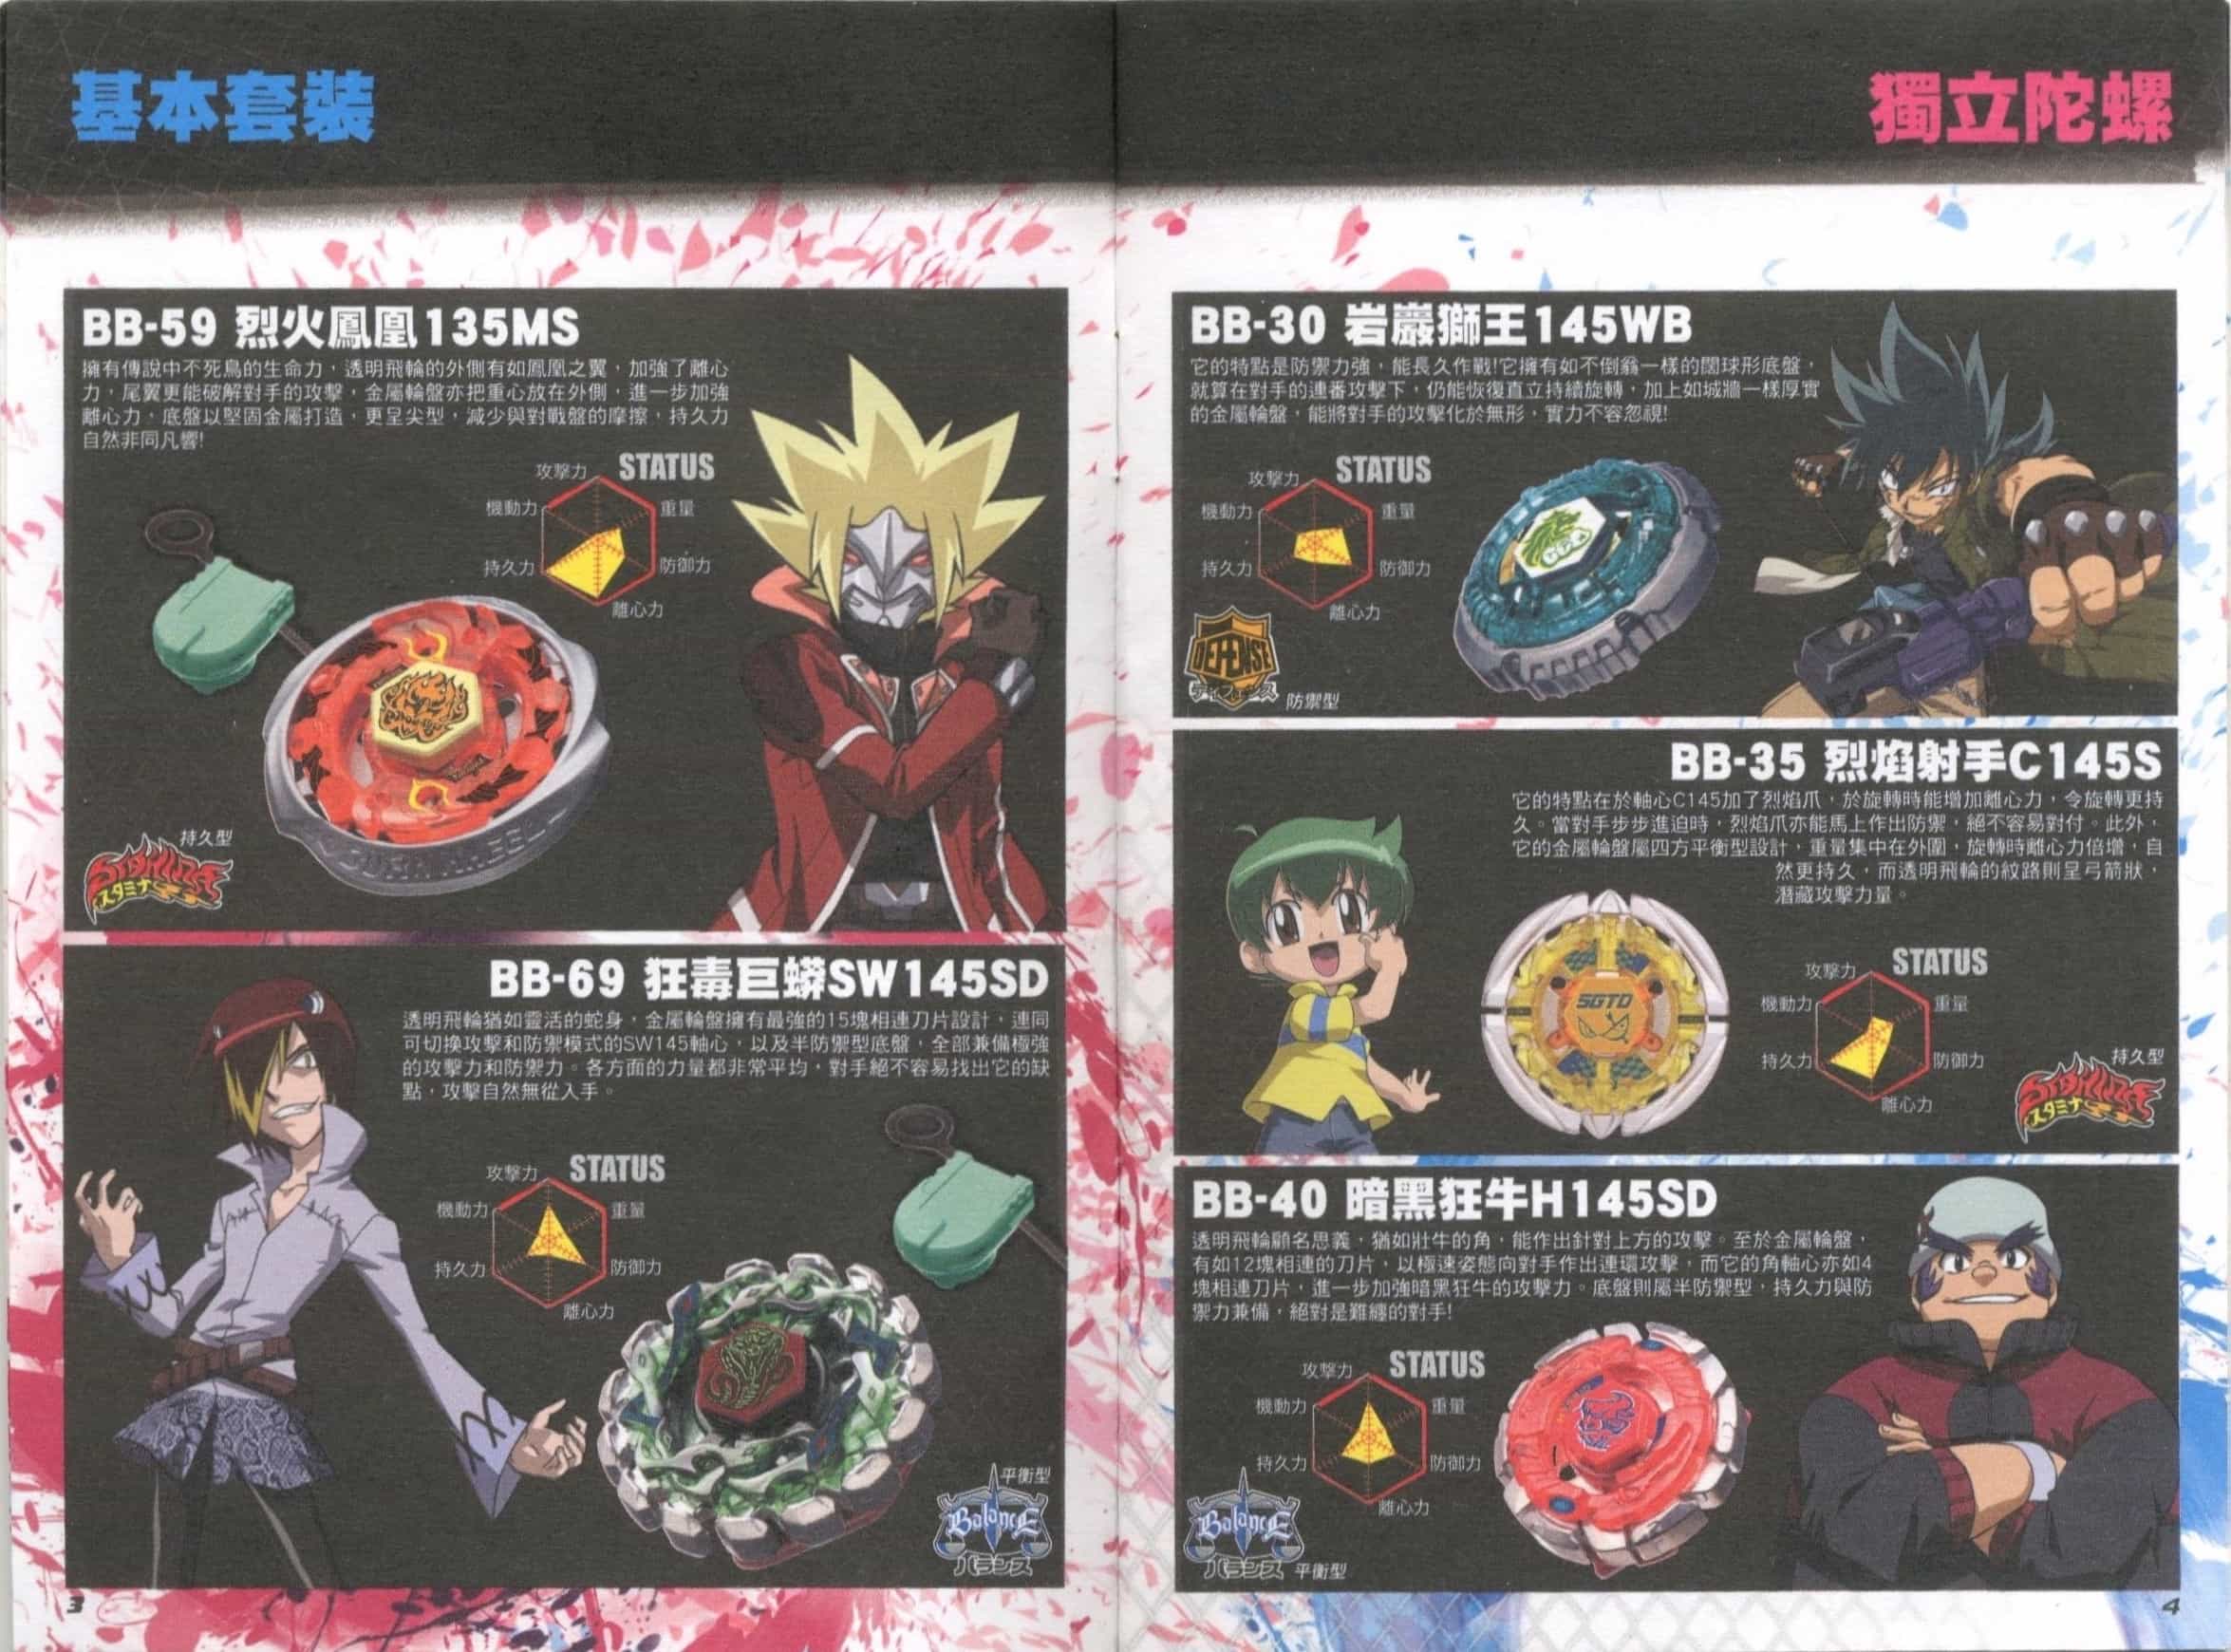 基本套裝
BB-59 烈火鳳凰135MS
擁有傳說中不死鳥的生命力，透明飛輪的外側有如鳳凰之翼，加強了離心
力，尾翼更能破解對手的攻擊，金屬輪盤亦把重心放在外側，進一步加強
離心力，底盤以堅固金屬打造，更呈尖型，減少與對戰盤的摩擦，持久力
自然非同凡響!
STATUS
攻擊力
機動力
重量
持久力
防御力
離心力
持久型
スタミナ
BB-69 狂毒巨蟒SW145SD
透明飛輪猶如靈活的蛇身，金屬輪盤擁有最強的15塊相連刀片設計，連同
可切換攻擊和防禦模式的SW145軸心，以及半防禦型底盤，全部兼備極強
的攻擊力和防禦力。各方面的力量都非常平均，對手絕不容易找出它的缺
點，攻擊自然無從入手。
STATUS
攻擊力
機動力
重量
持久力
防御力
離心力
平衡型
Balance
バランス
3
獨立陀螺
BB-30 岩巖獅王145WB
它的特點是防禦力強，能長久作戰!它擁有如不倒翁一樣的闊球形底盤，
就算在對手的連番攻擊下，仍能恢復直立持續旋轉，加上如城牆一樣厚實
的金屬輪盤，能將對手的攻擊化於無形，實力不容忽視!
STATUS
攻擊力
機動力
重量
持久力
防御力
離心力
DEFENSE
ディフェンス
防禦型
BB-35 烈焰射手C145S
它的特點在於軸心C145加了烈焰爪，於旋轉時能增加離心力，令旋轉更持
久。當對手步步進迫時，烈焰爪亦能馬上作出防禦，絕不容易對付。此外，
它的金屬輪盤屬四方平衡型設計，重量集中在外圍，旋轉時離心力倍增，自
然更持久，而透明飛輪的紋路則呈弓箭狀，
潛藏攻擊力量。
SGTD
STATUS
攻擊力
機動力
重量
持久力
防御力
離心力
持久型
スタミナ
BB-40 暗黑狂牛H145SD
透明飛輪顧名思義，猶如壯牛的角，能作出針對上方的攻擊。至於金屬輪盤，
有如12塊相連的刀片，以極速姿態向對手作出連環攻擊，而它的角軸心亦如4
塊相連刀片，進一步加強暗黑狂牛的攻擊力。底盤則屬半防禦型，持久力與防
禦力兼備，絕對是難纏的對手!
STATUS
攻擊力
機動力
重量
持久力
防御力
離心力
Balance
バランス
平衡型
4